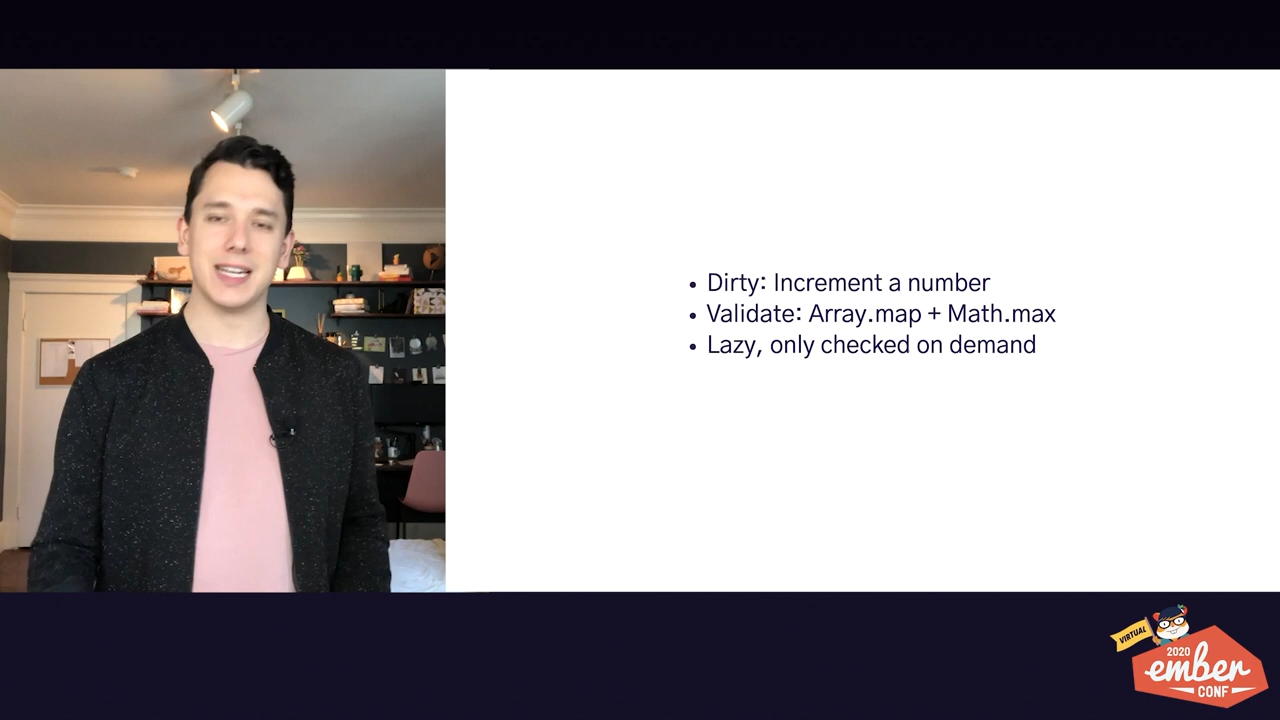 • Dirty: Increment a number
• Validate: Array.map + Math.max
• Lazy, only checked on demand
VIRTUAL
2020
ember
CONF